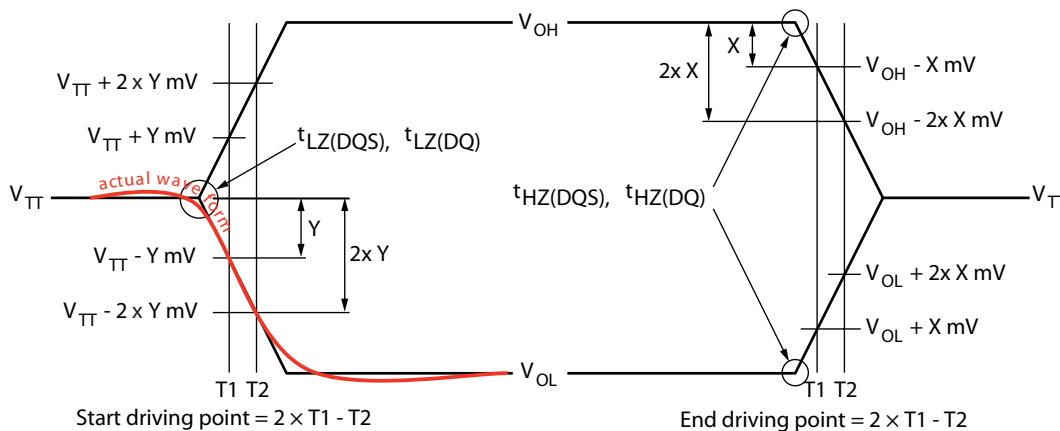 V_OH
V_TT + 2 x Y mV
V_TT + Y mV
V_TT
V_TT - Y mV
V_TT - 2 x Y mV
actual wave form
t_LZ(DQS), t_LZ(DQ)
Y
2x Y
V_OL
T1 T2
Start driving point = 2 × T1 - T2
X
2x X
V_OH - X mV
V_OH - 2x X mV
t_HZ(DQS), t_HZ(DQ)
V_T
V_OL + 2x X mV
V_OL + X mV
T1 T2
End driving point = 2 × T1 - T2